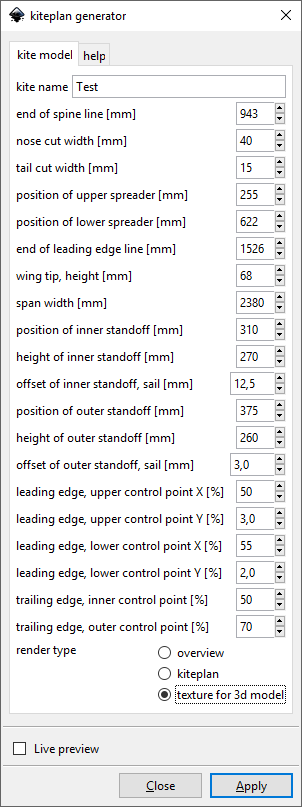 kiteplan generator
kite model help
kite name Test
end of spine line [mm] 943
nose cut width [mm] 40
tail cut width [mm] 15
position of upper spreader [mm] 255
position of lower spreader [mm] 622
end of leading edge line [mm] 1526
wing tip, height [mm] 68
span width [mm] 2380
position of inner standoff [mm] 310
height of inner standoff [mm] 270
offset of inner standoff, sail [mm] 12,5
position of outer standoff [mm] 375
height of outer standoff [mm] 260
offset of outer standoff, sail [mm] 3,0
leading edge, upper control point X [%] 50
leading edge, upper control point Y [%] 3,0
leading edge, lower control point X [%] 55
leading edge, lower control point Y [%] 2,0
trailing edge, inner control point [%] 50
trailing edge, outer control point [%] 70
render type overview
kiteplan
texture for 3d model
Live preview
Close Apply